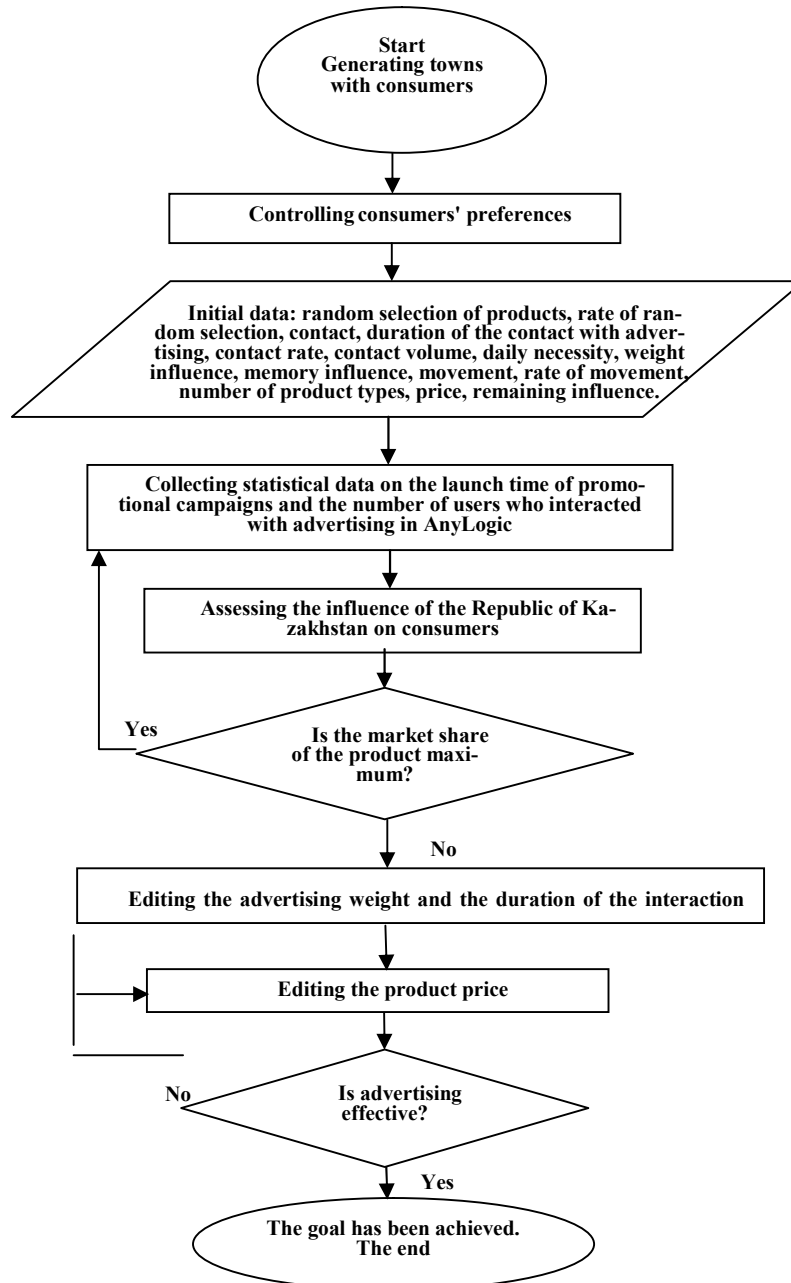 Start
Generating towns
with consumers
Controlling consumers' preferences
Initial data: random selection of products, rate of ran-
dom selection, contact, duration of the contact with adver-
tising, contact rate, contact volume, daily necessity, weight
influence, memory influence, movement, rate of movement,
number of product types, price, remaining influence.
Collecting statistical data on the launch time of promo-
tional campaigns and the number of users who interacted
with advertising in AnyLogic
Assessing the influence of the Republic of Ka-
zakhstan on consumers
Yes
Is the market share
of the product maxi-
mum?
No
Editing the advertising weight and the duration of the interaction
Editing the product price
No
Is advertising
effective?
Yes
The goal has been achieved.
The end